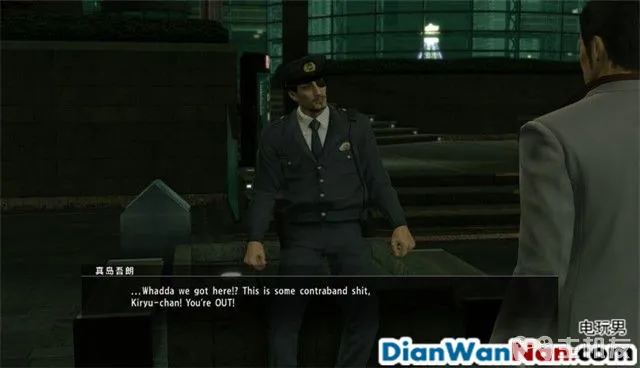 真岛吾朗
...Whadda we got here!? This is some contraband shit,
Kiryu-chan! You're OUT!
电玩男
DianWanNan.com